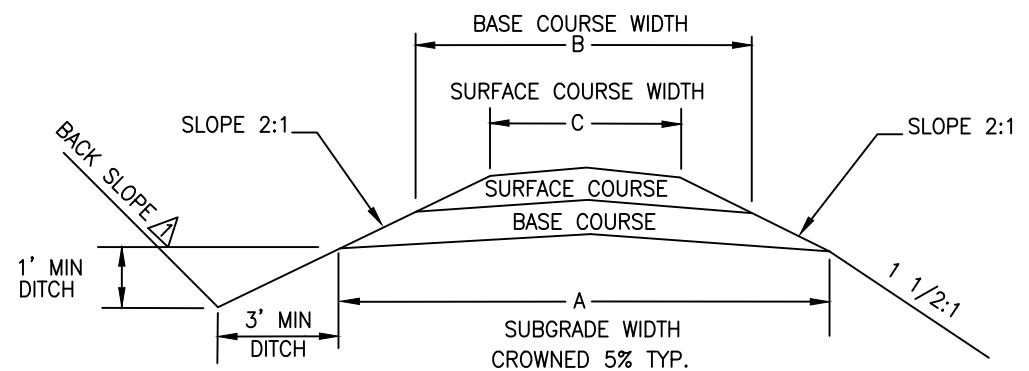 BASE COURSE WIDTH
B
SURFACE COURSE WIDTH
C
SLOPE 2:1
SLOPE 2:1
BACK SLOPE 1
SURFACE COURSE
BASE COURSE
1' MIN
DITCH
3' MIN
DITCH
A
SUBGRADE WIDTH
CROWNED 5% TYP.
1 1/2:1